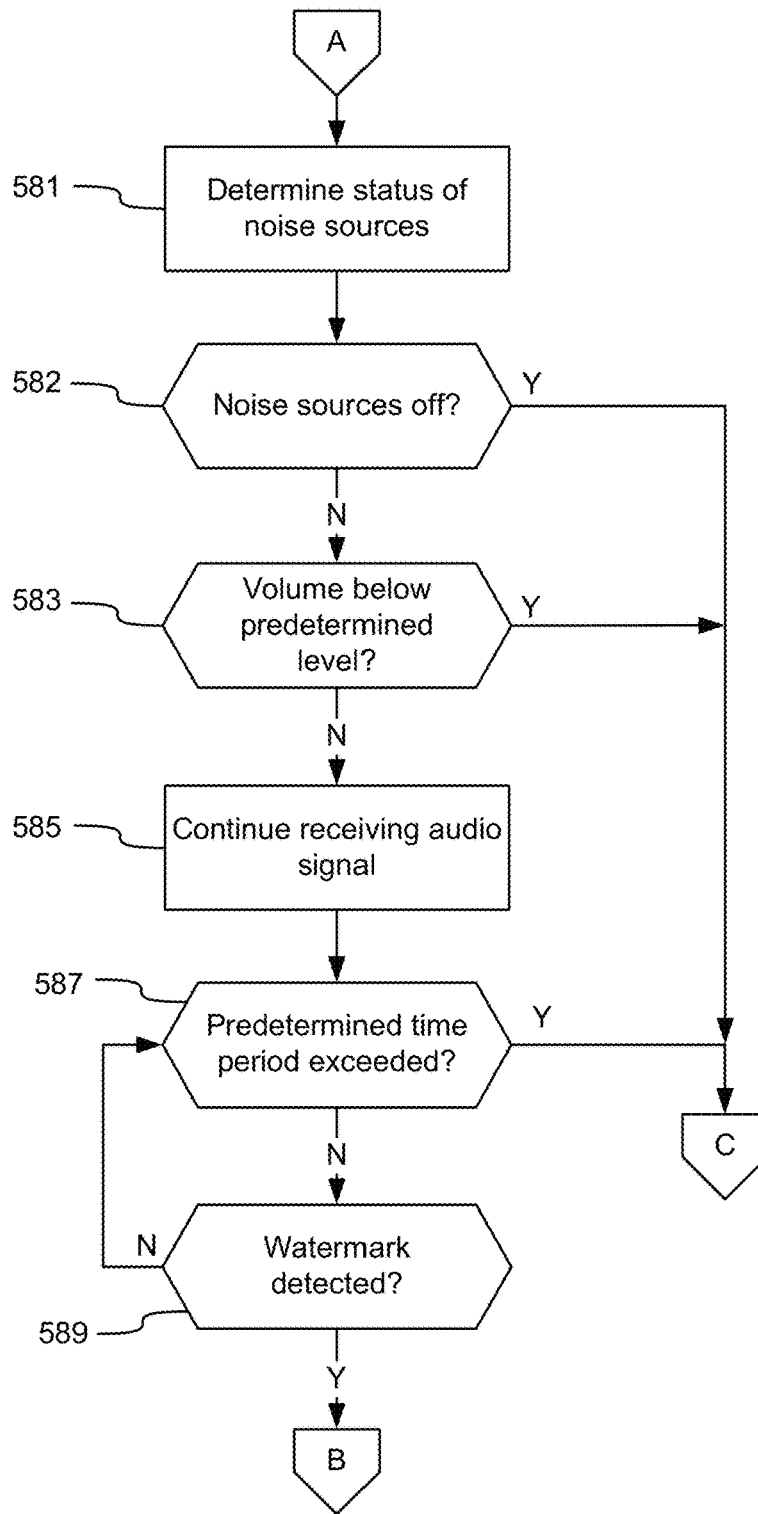 A
581
Determine status of
noise sources
582
Noise sources off?
Y
N
583
Volume below
predetermined
level?
Y
N
585
Continue receiving audio
signal
587
Predetermined time
period exceeded?
Y
C
N
N
Watermark
detected?
589
Y
B